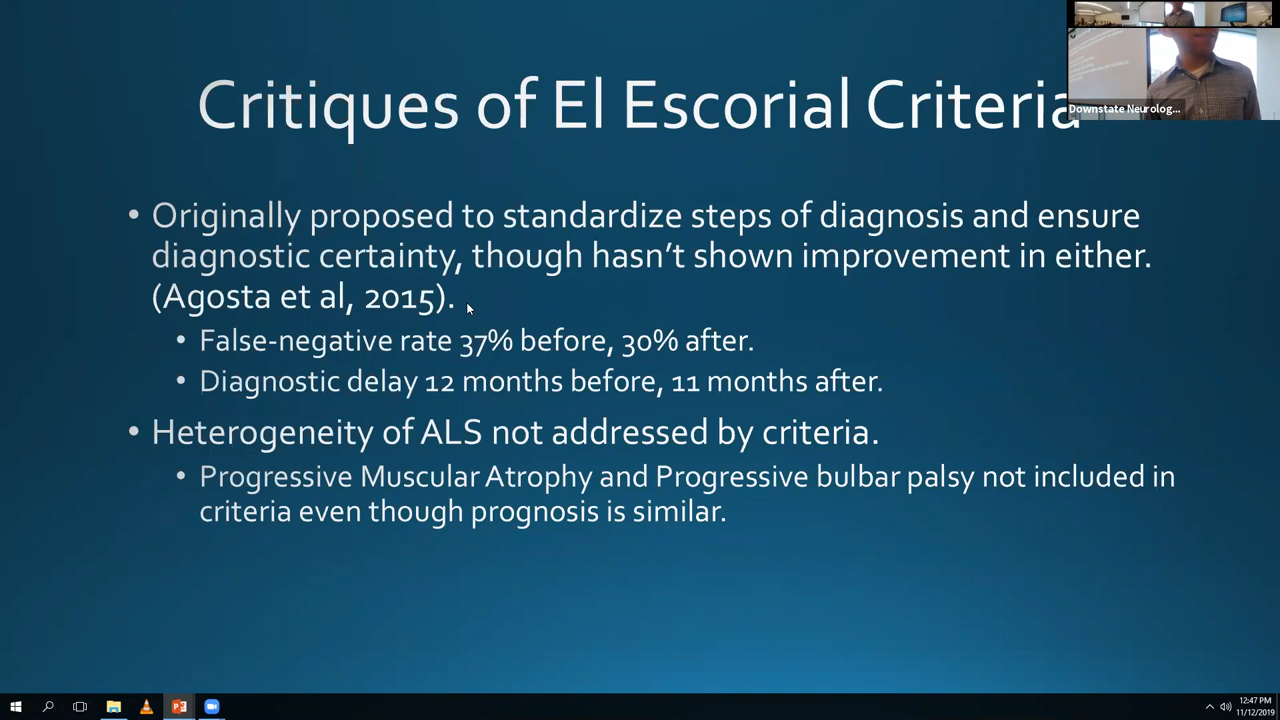 Critiques of El Escorial Criteria
Downstate Neurolog...
• Originally proposed to standardize steps of diagnosis and ensure
diagnostic certainty, though hasn't shown improvement in either.
(Agosta et al, 2015).
• False-negative rate 37% before, 30% after.
• Diagnostic delay 12 months before, 11 months after.
• Heterogeneity of ALS not addressed by criteria.
• Progressive Muscular Atrophy and Progressive bulbar palsy not included in
criteria even though prognosis is similar.
12:47 PM
11/12/2019